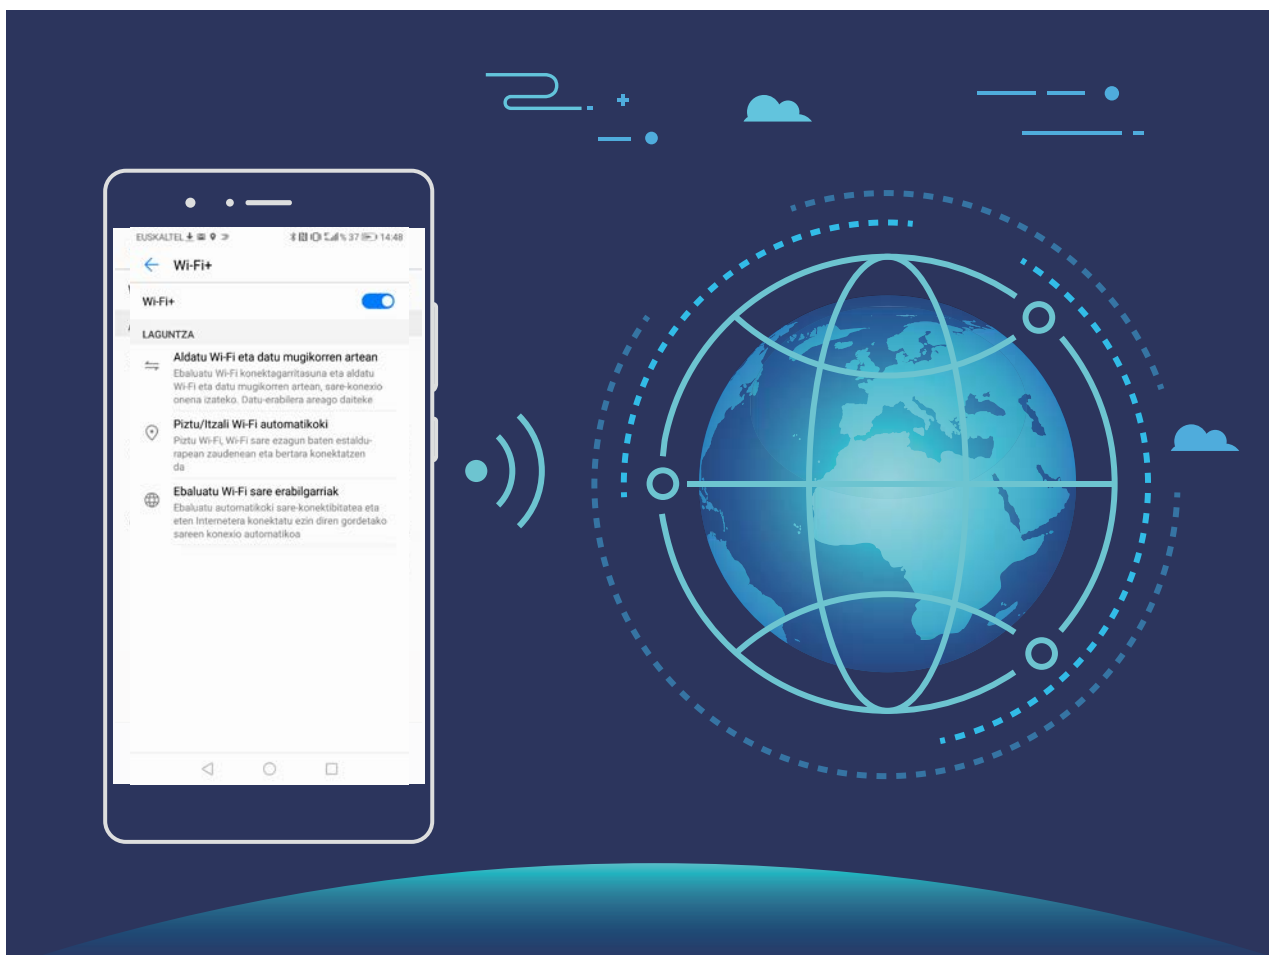 EUSKALTEL % 37 14:48
Wi-Fi+
Wi-Fi+
LAGUNTZA
Aldatu Wi-Fi eta datu mugikorren artean
Ebaluatu Wi-Fi konektagarritasuna eta aldatu
Wi-Fi eta datu mugikorren artean, sare-konexio
onena izateko. Datu-erabilera areago daiteke
Piztu/Itzali Wi-Fi automatikoki
Piztu Wi-Fi, Wi-Fi sare ezagun baten estaldu-
rapean zaudenean eta bertara konektatzen
da
Ebaluatu Wi-Fi sare erabilgarriak
Ebaluatu automatikoki sare-konektibitatea eta
eten Internetera konektatu ezin diren gordetako
sareen konexio automatikoa